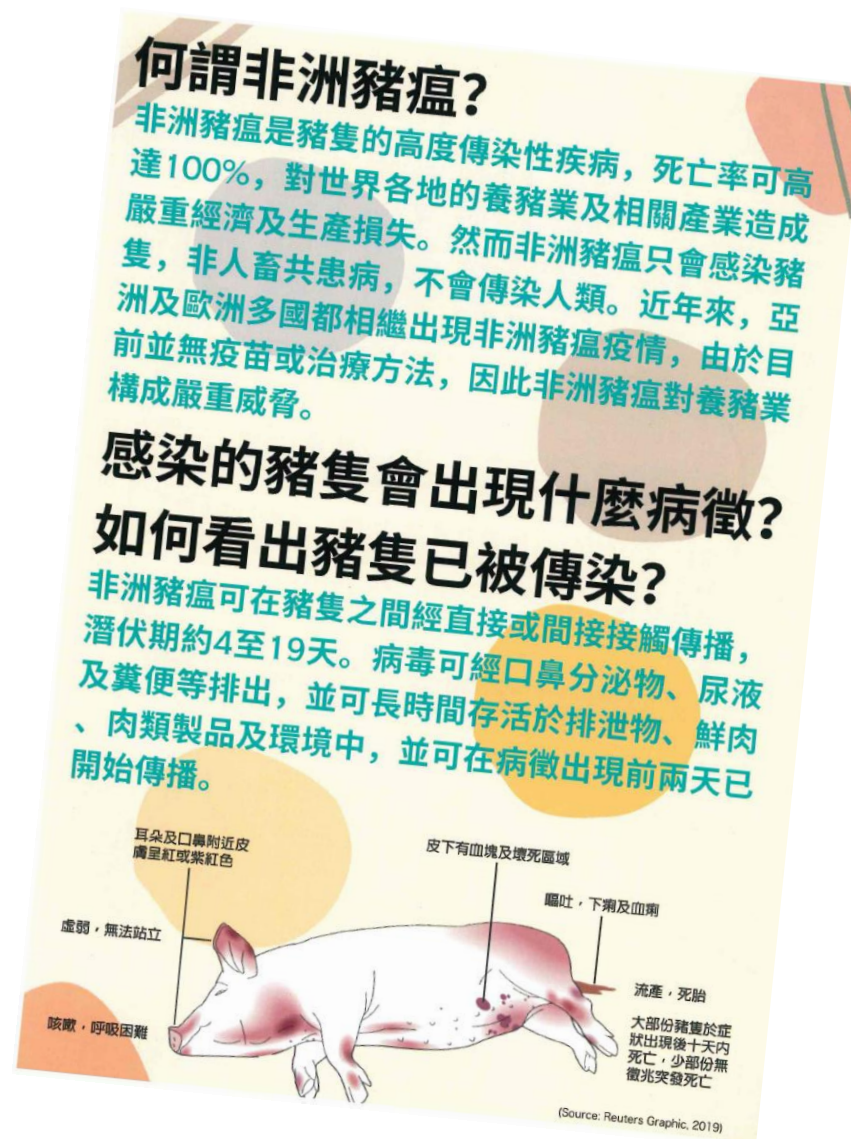 何謂非洲豬瘟？
非洲豬瘟是豬隻的高度傳染性疾病，死亡率可高
達100%，對世界各地的養豬業及相關產業造成
嚴重經濟及生產損失。然而非洲豬瘟只會感染豬
隻，非人畜共患病，不會傳染人類。近年來，亞
洲及歐洲多國都相繼出現非洲豬瘟疫情，由於目
前並無疫苗或治療方法，因此非洲豬瘟對養豬業
構成嚴重威脅。
感染的豬隻會出現什麼病徵？
如何看出豬隻已被傳染？
非洲豬瘟可在豬隻之間經直接或間接接觸傳播，
潛伏期約4至19天。病毒可經口鼻分泌物、尿液
及糞便等排出，並可長時間存活於排泄物、鮮肉
、肉類製品及環境中，並可在病徵出現前兩天已
開始傳播。
耳朵及口鼻附近皮
膚呈紅或紫紅色
皮下有血塊及壞死區域
嘔吐，下痢及血痢
虛弱，無法站立
流產，死胎
咳嗽，呼吸困難
大部份豬隻於症
狀出現後十天内
死亡，少部份無
徵兆突發死亡
(Source: Reuters Graphic, 2019)